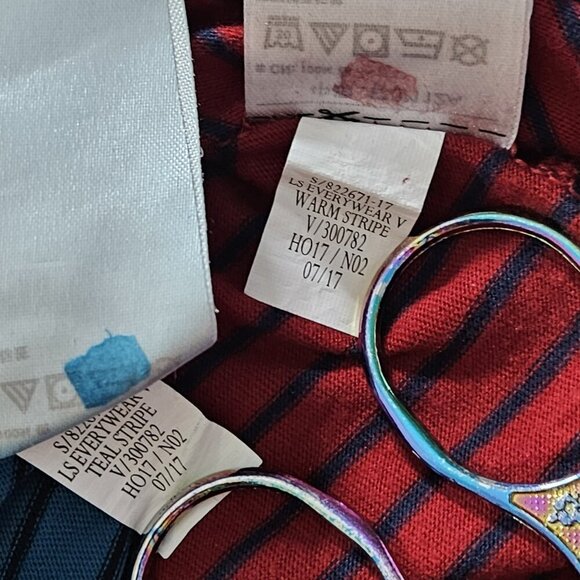 S/822671-17
LS EVERYWEAR V
WARM STRIPE
V/300782
HO17 / N02
07/17
LS EVERYWEAR V
TEAL STRIPE
V/300782
HO17 / N02
07/17